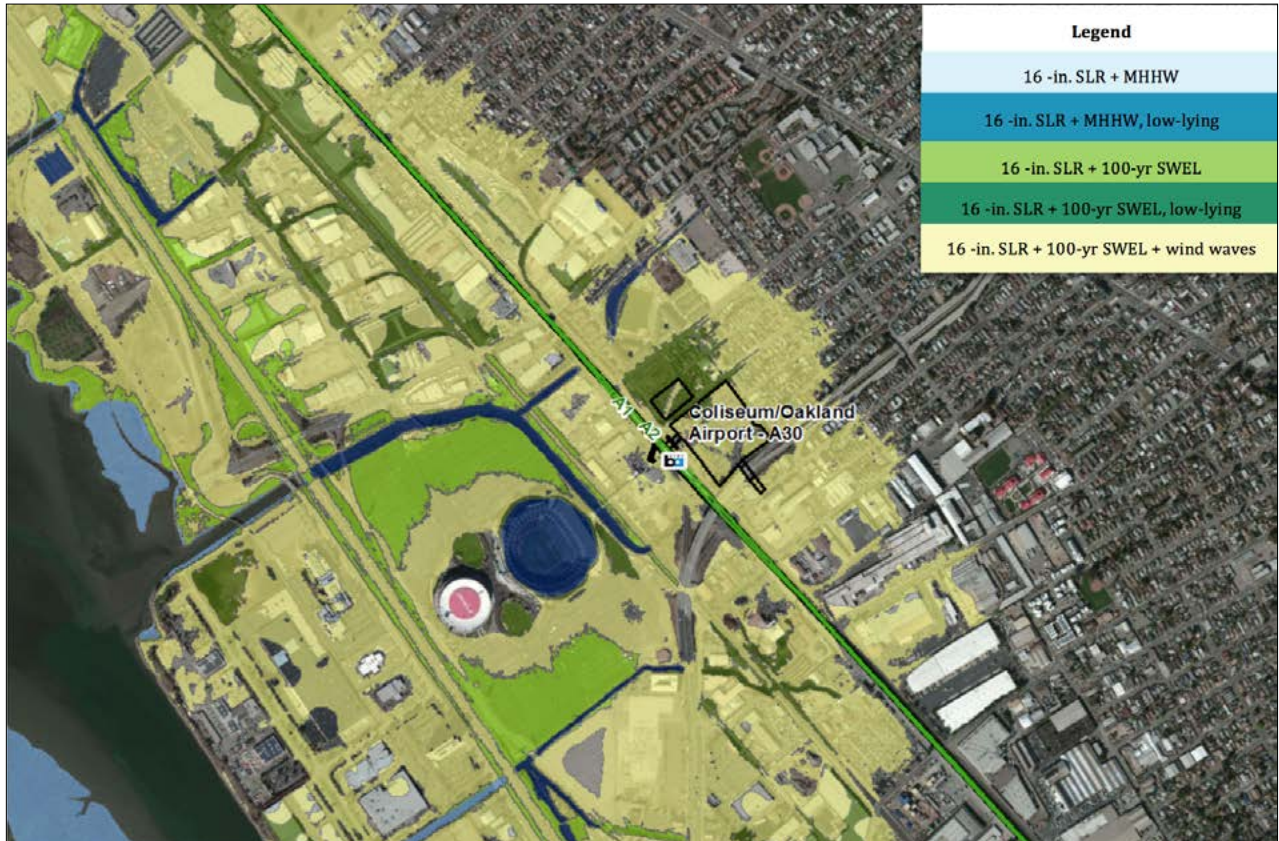 Legend
16 -in. SLR + MHHW
16 -in. SLR + MHHW, low-lying
16 -in. SLR + 100-yr SWEL
16 -in. SLR + 100-yr SWEL, low-lying
16 -in. SLR + 100-yr SWEL + wind waves
A1
A2
Coliseum/Oakland
Airport - A30